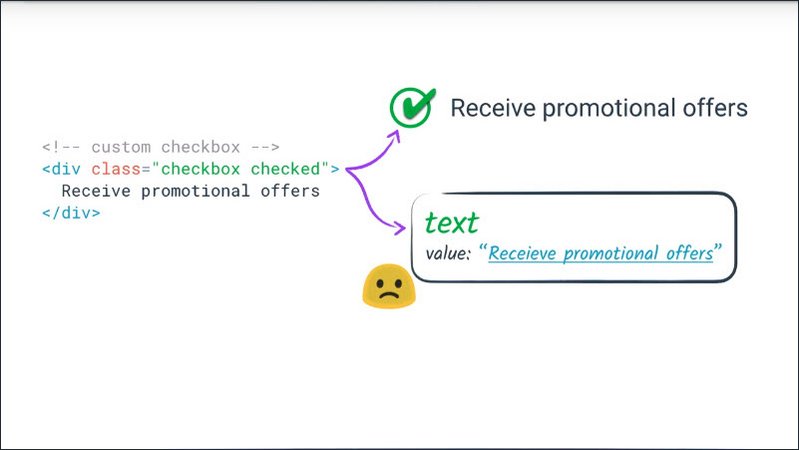 Receive promotional offers
<!-- custom checkbox -->
<div class="checkbox checked">
Receive promotional offers
</div>
text
value: “Receieve promotional offers”